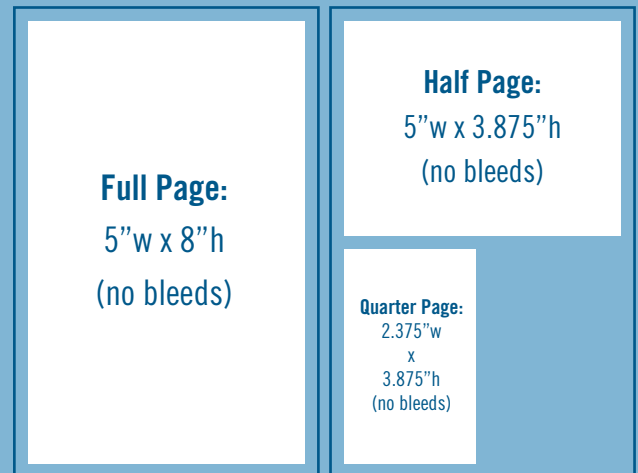 Full Page:
5”w x 8”h
(no bleeds)
Half Page:
5”w x 3.875”h
(no bleeds)
Quarter Page:
2.375”w
x
3.875”h
(no bleeds)